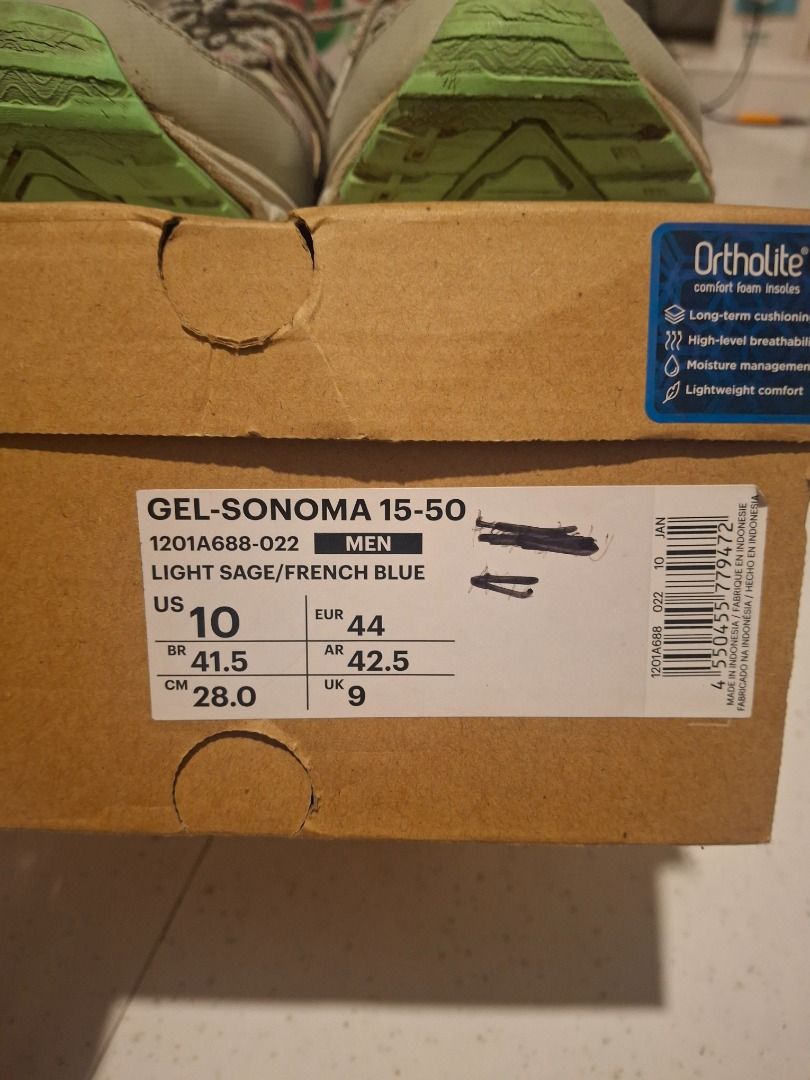 Ortholite®
comfort foam insoles
Long-term cushioning
High-level breathabili
Moisture managemen
Lightweight comfort
GEL-SONOMA 15-50
1201A688-022 MEN
LIGHT SAGE/FRENCH BLUE
US 10 EUR 44
BR 41.5 AR 42.5
CM 28.0 UK 9
1201A688 022 10 JAN
4 550455 779472
MADE IN INDONESIA / FABRIQUE EN INDONESIE
FABRICADO NA INDONÉSIA / HECHO EN INDONESIA